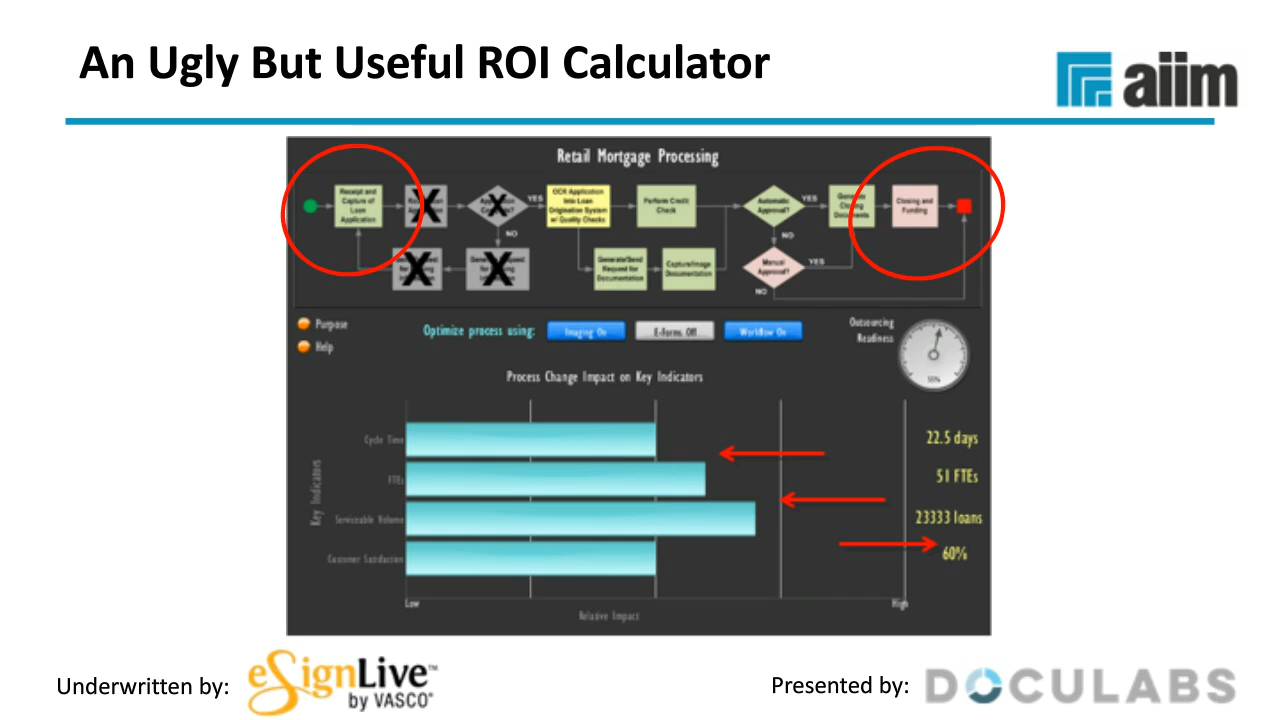 An Ugly But Useful ROI Calculator
aiim
Retail Mortgage Processing
Receipt and
Capture of
Loan
Application
YES
OCR Application
Into Loan
Origination System
w/ Quality Checks
Perform Credit
Check
Automatic
Approval?
YES
Generate
Closing
Documents
Closing and
Funding
NO
NO
Generate/Send
Request for
Documentation
Capture/Image
Documentation
Manual
Approval?
YES
NO
Purpose
Help
Optimize process using:
Imaging On
E-Forms Off
Workflow On
Outsourcing
Readiness
55%
Process Change Impact on Key Indicators
Key Indicators
Cycle Time
22.5 days
FTEs
51 FTEs
Serviceable Volume
23333 loans
Customer Satisfaction
60%
Low
High
Relative Impact
Underwritten by:
eSignLive™
by VASCO®
Presented by:
DOCULABS